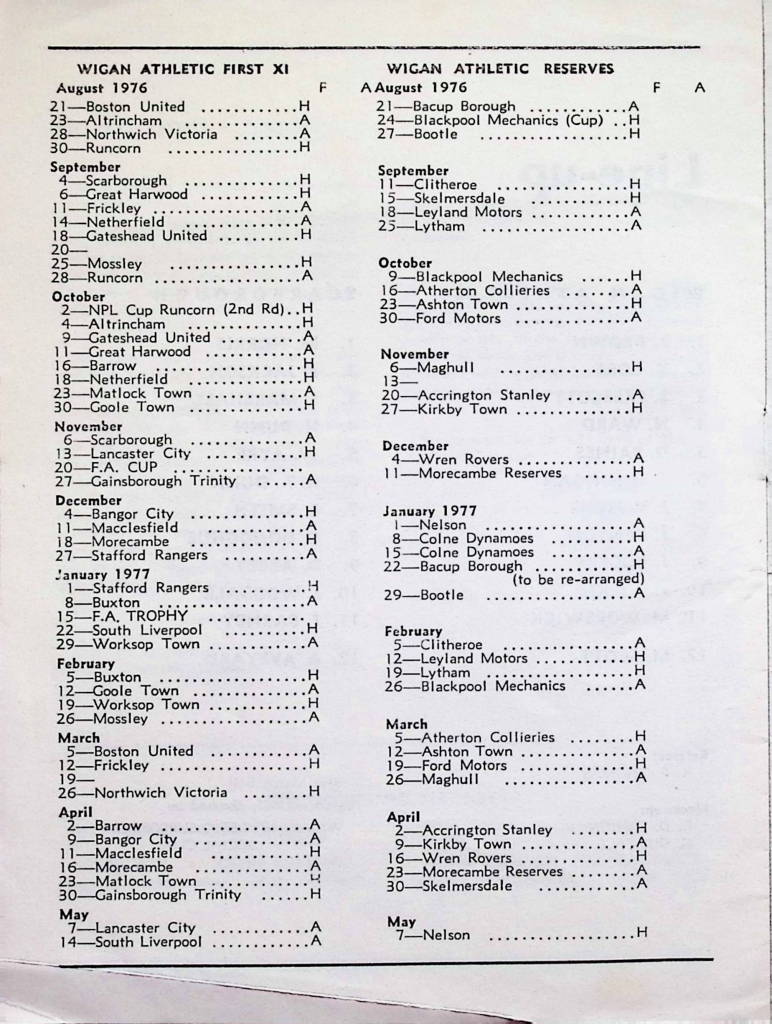 WIGAN ATHLETIC FIRST XI
August 1976 F A
21—Boston United ............H
23—Altrincham ............A
28—Northwich Victoria ........A
30—Runcorn ............H
September
4—Scarborough ............H
6—Great Harwood ............H
11—Frickley ............A
14—Netherfield ............A
18—Gateshead United ..........H
20—
25—Mossley ............H
28—Runcorn ............A
October
2—NPL Cup Runcorn (2nd Rd)..H
4—Altrincham ............H
9—Gateshead United ..........A
11—Great Harwood ............A
16—Barrow ............H
18—Netherfield ............H
23—Matlock Town ............A
30—Goole Town ............H
November
6—Scarborough ............A
13—Lancaster City ............H
20—F.A. CUP ............
27—Gainsborough Trinity ......A
December
4—Bangor City ............H
11—Macclesfield ............A
18—Morecambe ............H
27—Stafford Rangers ..........A
January 1977
1—Stafford Rangers ..........H
8—Buxton ............A
15—F.A. TROPHY ............
22—South Liverpool ............H
29—Worksop Town ............A
February
5—Buxton ............H
12—Goole Town ............A
19—Worksop Town ............H
26—Mossley ............A
March
5—Boston United ............A
12—Frickley ............H
19—
26—Northwich Victoria ........H
April
2—Barrow ............A
9—Bangor City ............A
11—Macclesfield ............H
16—Morecambe ............A
23—Matlock Town ............H
30—Gainsborough Trinity ......H
May
7—Lancaster City ............A
14—South Liverpool ............A
WIGAN ATHLETIC RESERVES
August 1976 F A
21—Bacup Borough ............A
24—Blackpool Mechanics (Cup) ..H
27—Bootle ............H
September
11—Clitheroe ............H
15—Skelmersdale ............H
18—Leyland Motors ............A
25—Lytham ............A
October
9—Blackpool Mechanics ......H
16—Atherton Collieries ........A
23—Ashton Town ............H
30—Ford Motors ............A
November
6—Maghull ............H
13—
20—Accrington Stanley ........A
27—Kirkby Town ............H
December
4—Wren Rovers ............A
11—Morecambe Reserves ........H
January 1977
1—Nelson ............A
8—Colne Dynamoes ..........H
15—Colne Dynamoes ..........A
22—Bacup Borough ............H
(to be re-arranged)
29—Bootle ............A
February
5—Clitheroe ............A
12—Leyland Motors ............H
19—Lytham ............H
26—Blackpool Mechanics ......A
March
5—Atherton Collieries ........H
12—Ashton Town ............A
19—Ford Motors ............H
26—Maghull ............A
April
2—Accrington Stanley ........H
9—Kirkby Town ............A
16—Wren Rovers ............H
23—Morecambe Reserves ........A
30—Skelmersdale ............A
May
7—Nelson ............H